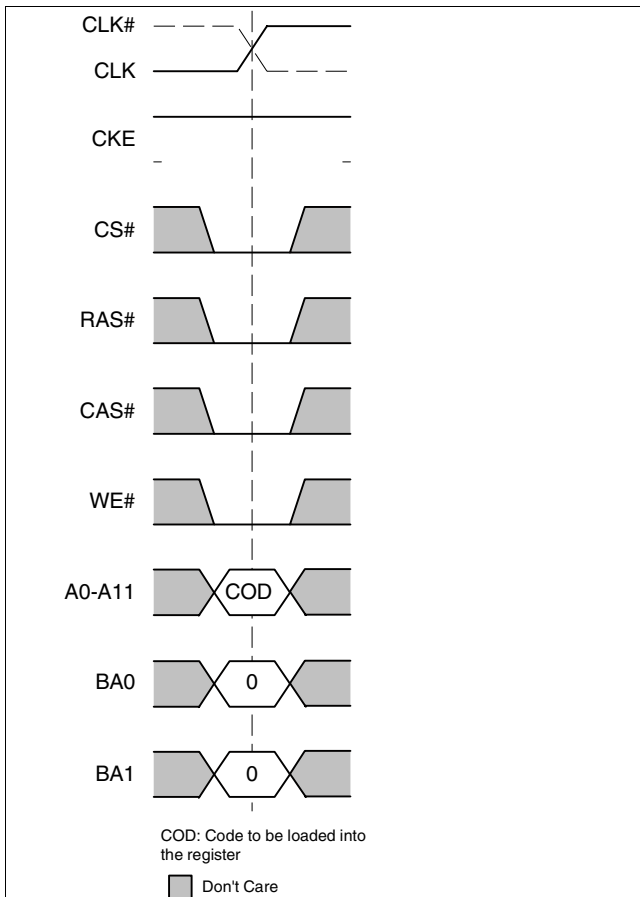 CLK#
CLK
CKE
CS#
RAS#
CAS#
WE#
A0-A11
COD
BA0
0
BA1
0
COD: Code to be loaded into
the register
Don't Care